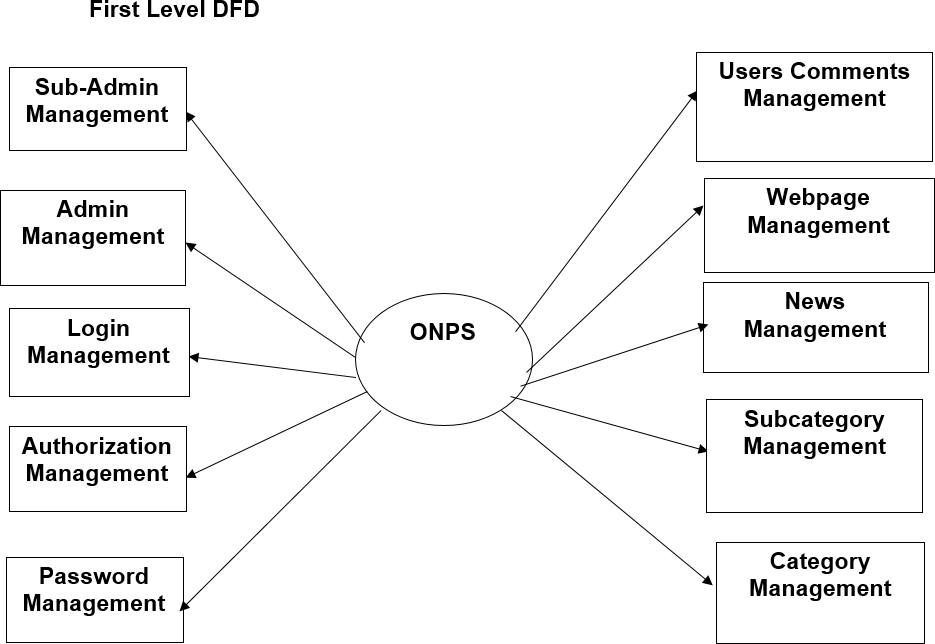 First Level DFD
Sub-Admin
Management
Admin
Management
Login
Management
Authorization
Management
Password
Management
ONPS
Users Comments
Management
Webpage
Management
News
Management
Subcategory
Management
Category
Management